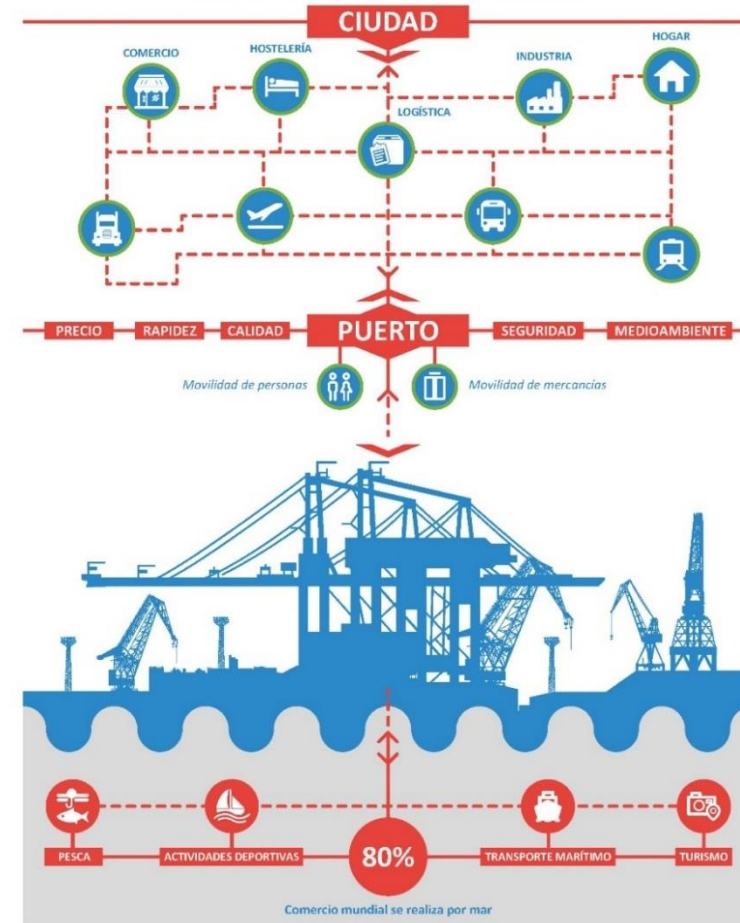 CIUDAD
COMERCIO
HOSTELERÍA
INDUSTRIA
HOGAR
LOGÍSTICA
PRECIO
RAPIDEZ
CALIDAD
PUERTO
SEGURIDAD
MEDIOAMBIENTE
Movilidad de personas
Movilidad de mercancías
PESCA
ACTIVIDADES DEPORTIVAS
80%
TRANSPORTE MARÍTIMO
TURISMO
Comercio mundial se realiza por mar